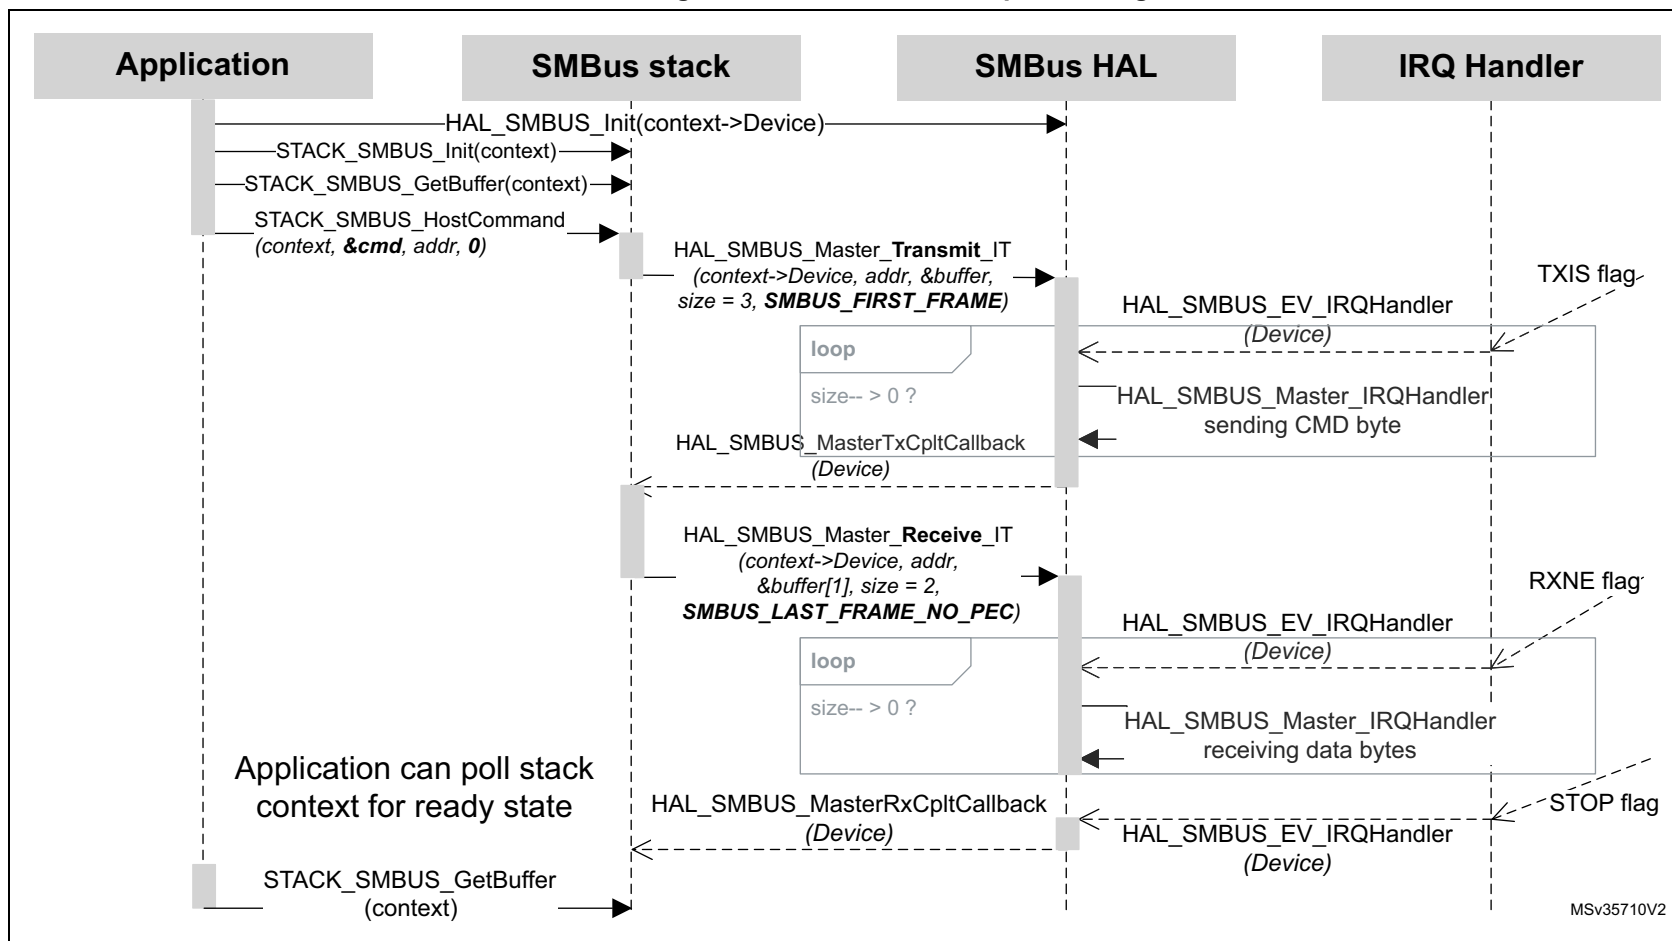 Application
SMBus stack
SMBus HAL
IRQ Handler
HAL_SMBUS_Init(context->Device)
STACK_SMBUS_Init(context)
STACK_SMBUS_GetBuffer(context)
STACK_SMBUS_HostCommand
(context, &cmd, addr, 0)
HAL_SMBUS_Master_Transmit_IT
(context->Device, addr, &buffer,
size = 3, SMBUS_FIRST_FRAME)
TXIS flag
HAL_SMBUS_EV_IRQHandler
(Device)
loop
size-- > 0 ?
HAL_SMBUS_Master_IRQHandler
sending CMD byte
HAL_SMBUS_MasterTxCpltCallback
(Device)
HAL_SMBUS_Master_Receive_IT
(context->Device, addr,
&buffer[1], size = 2,
SMBUS_LAST_FRAME_NO_PEC)
RXNE flag
HAL_SMBUS_EV_IRQHandler
(Device)
loop
size-- > 0 ?
HAL_SMBUS_Master_IRQHandler
receiving data bytes
Application can poll stack
context for ready state
HAL_SMBUS_MasterRxCpltCallback
(Device)
STOP flag
HAL_SMBUS_EV_IRQHandler
(Device)
STACK_SMBUS_GetBuffer
(context)
MSv35710V2